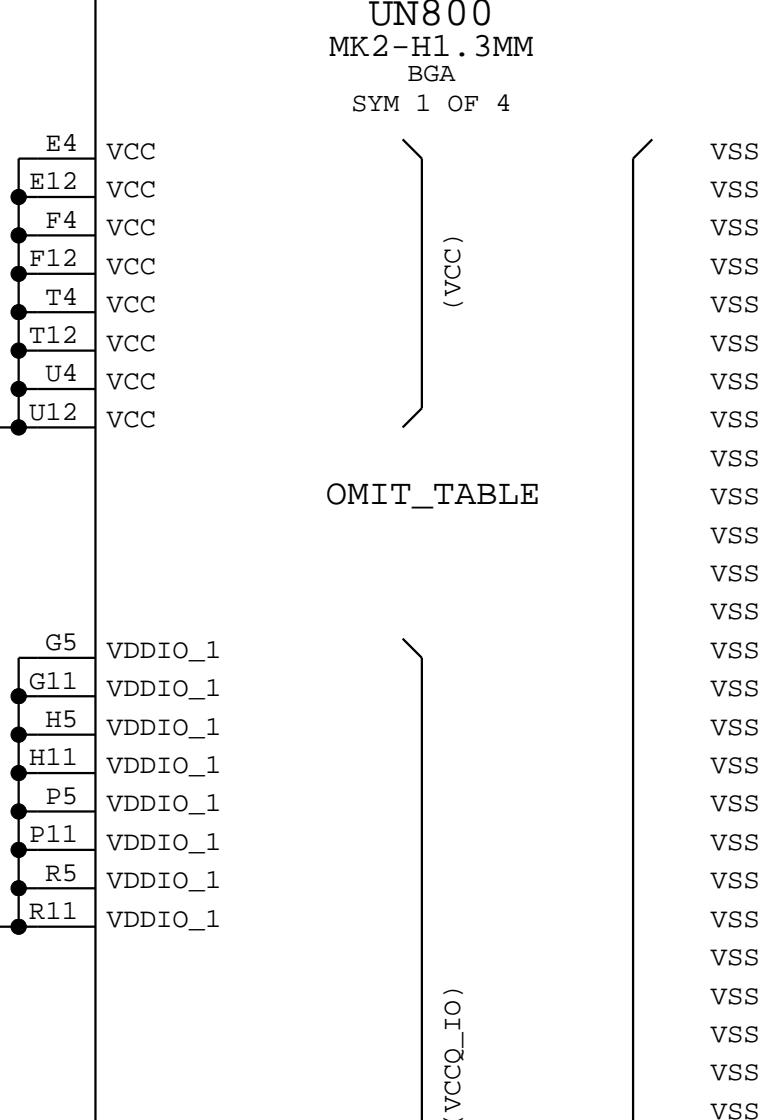 UN800
MK2-H1.3MM
BGA
SYM 1 OF 4
E4 VCC VSS
E12 VCC VSS
F4 VCC VSS
F12 VCC VSS
(VCC)
T4 VCC VSS
T12 VCC VSS
U4 VCC VSS
U12 VCC VSS
VSS
OMIT_TABLE VSS
VSS
VSS
VSS
G5 VDDIO_1 VSS
G11 VDDIO_1 VSS
H5 VDDIO_1 VSS
H11 VDDIO_1 VSS
P5 VDDIO_1 VSS
P11 VDDIO_1 VSS
R5 VDDIO_1 VSS
R11 VDDIO_1 VSS
VSS
VSS
VSS
(VCCQ_IO)
VSS
VSS